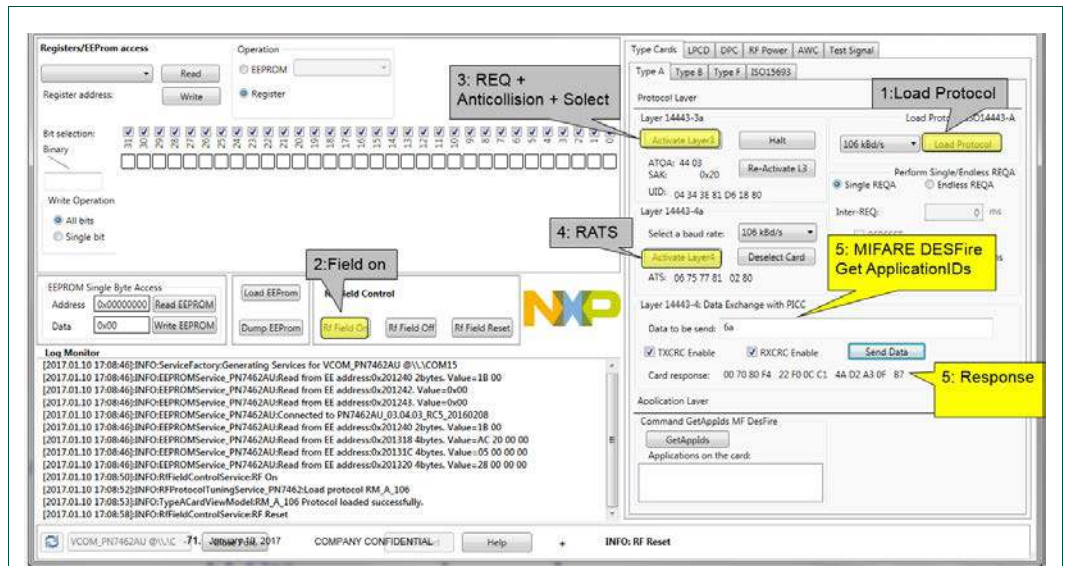 Registers/EEProm access
Operation
Read
EEPROM
Register address:
Write
Register
Bit selection:
31 30 29 28 27 26 25 24 23 22 21 20 19 18 17 16 15 14 13 12 11 10 9 8 7 6 5 4 3 2 1 0
Binary
Write Operation
All bits
Single bit
3: REQ +
Anticollision + Solect
4: RATS
2:Field on
EEPROM Single Byte Access
Address 0x00000000 Read EEPROM
Data 0x00 Write EEPROM
Load EEProm
Dump EEProm
Field Control
Rf Field On
Rf Field Off
Rf Field Reset
NXP
Log Monitor
[2017.01.10 17:08:46]:INFO:ServiceFactory:Generating Services for VCOM_PN7462AU @\\.\COM15
[2017.01.10 17:08:46]:INFO:EEPROMService_PN7462AU:Read from EE address:0x201240 2bytes. Value=1B 00
[2017.01.10 17:08:46]:INFO:EEPROMService_PN7462AU:Read from EE address:0x201242. Value=0x00
[2017.01.10 17:08:46]:INFO:EEPROMService_PN7462AU:Read from EE address:0x201243. Value=0x00
[2017.01.10 17:08:46]:INFO:EEPROMService_PN7462AU:Connected to PN7462AU_03.04.03_RC5_20160208
[2017.01.10 17:08:46]:INFO:EEPROMService_PN7462AU:Read from EE address:0x201240 2bytes. Value=1B 00
[2017.01.10 17:08:46]:INFO:EEPROMService_PN7462AU:Read from EE address:0x201318 4bytes. Value=AC 20 00 00
[2017.01.10 17:08:46]:INFO:EEPROMService_PN7462AU:Read from EE address:0x20131C 4bytes. Value=05 00 00 00
[2017.01.10 17:08:46]:INFO:EEPROMService_PN7462AU:Read from EE address:0x201320 4bytes. Value=28 00 00 00
[2017.01.10 17:08:50]:INFO:RfFieldControlService:RF On
[2017.01.10 17:08:52]:INFO:RFProtocolTuningService_PN7462:Load protocol RM_A_106
[2017.01.10 17:08:53]:INFO:TypeACardViewModel:RM_A_106 Protocol loaded successfully.
[2017.01.10 17:08:58]:INFO:RfFieldControlService:RF Reset
Type Cards LPCD DPC RF Power AWC Test Signal
Type A Type B Type F ISO15693
Protocol Layer
1:Load Protocol
Layer 14443-3a
Activate Layer3
Halt
106 kBd/s
Load Protocol
ATQA: 44 03
SAK: 0x20
Re-Activate L3
UID: 04 34 3E 81 D6 1B 80
Perform Single/Endless REQA
Single REQA
Endless REQA
Inter-REQ: 0 ms
Layer 14443-4a
Select a baud rate: 106 kBd/s
Activate Layer4
Deselect Card
ATS: 06 75 77 81 02 80
5: MIFARE DESFire
Get ApplicationIDs
Layer 14443-4: Data Exchange with PICC
Data to be send: 6a
TXCRC Enable
RXCRC Enable
Send Data
Card response: 00 70 80 F4 22 F0 0C C1 4A D2 A3 0F B7
5: Response
Application Layer
Command GetAppIds MF DesFire
GetAppIds
Applications on the card:
VCOM_PN7462AU @\\.\C
71. January 10, 2017
COMPANY CONFIDENTIAL
Help
+
INFO: RF Reset